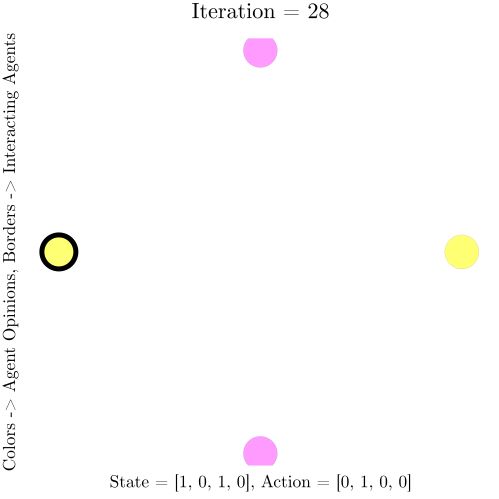 Iteration = 28
Colors -> Agent Opinions, Borders -> Interacting Agents
State = [1, 0, 1, 0], Action = [0, 1, 0, 0]